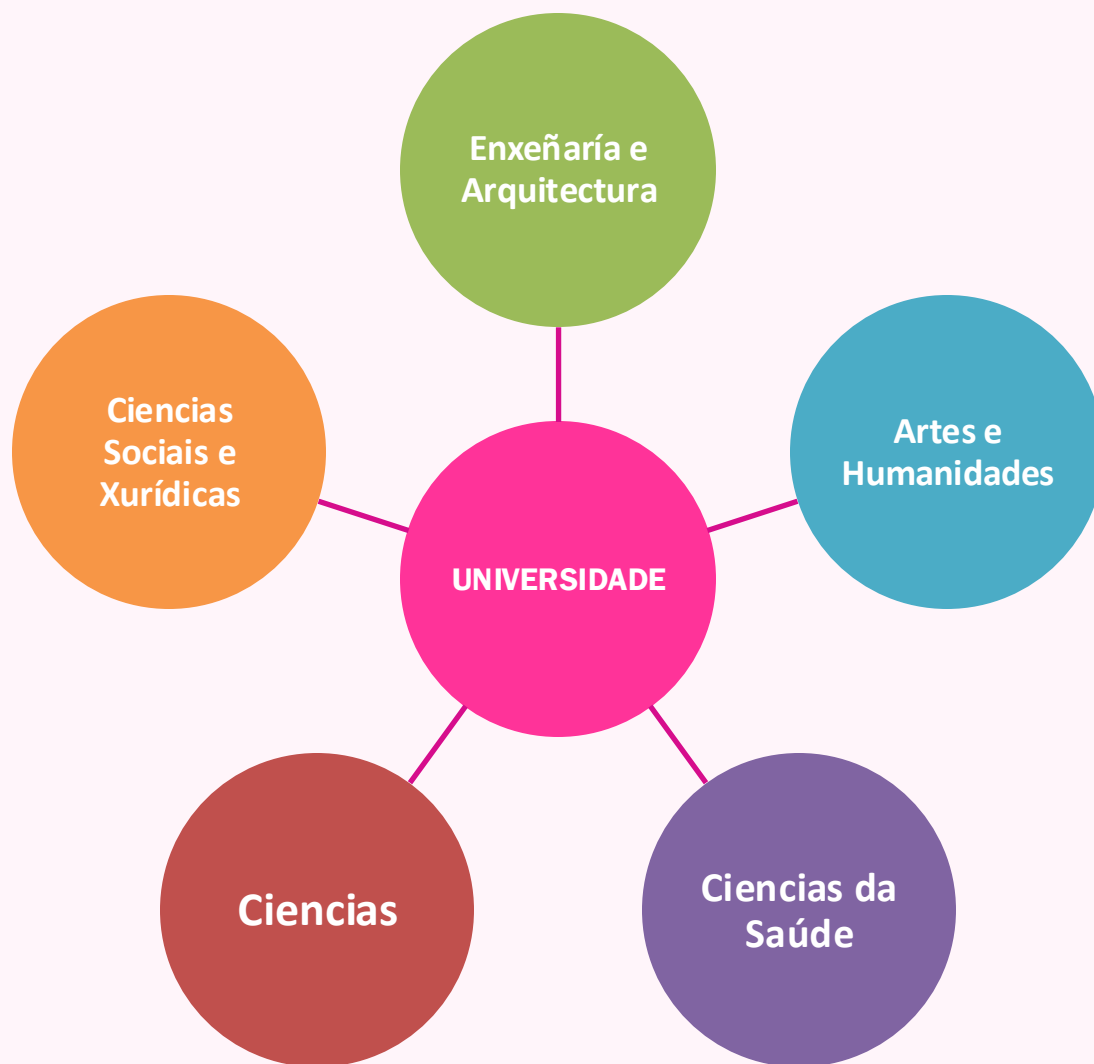 Enxeñaría e
Arquitectura
Ciencias
Sociais e
Xurídicas
Artes e
Humanidades
UNIVERSIDADE
Ciencias
Ciencias da
Saúde